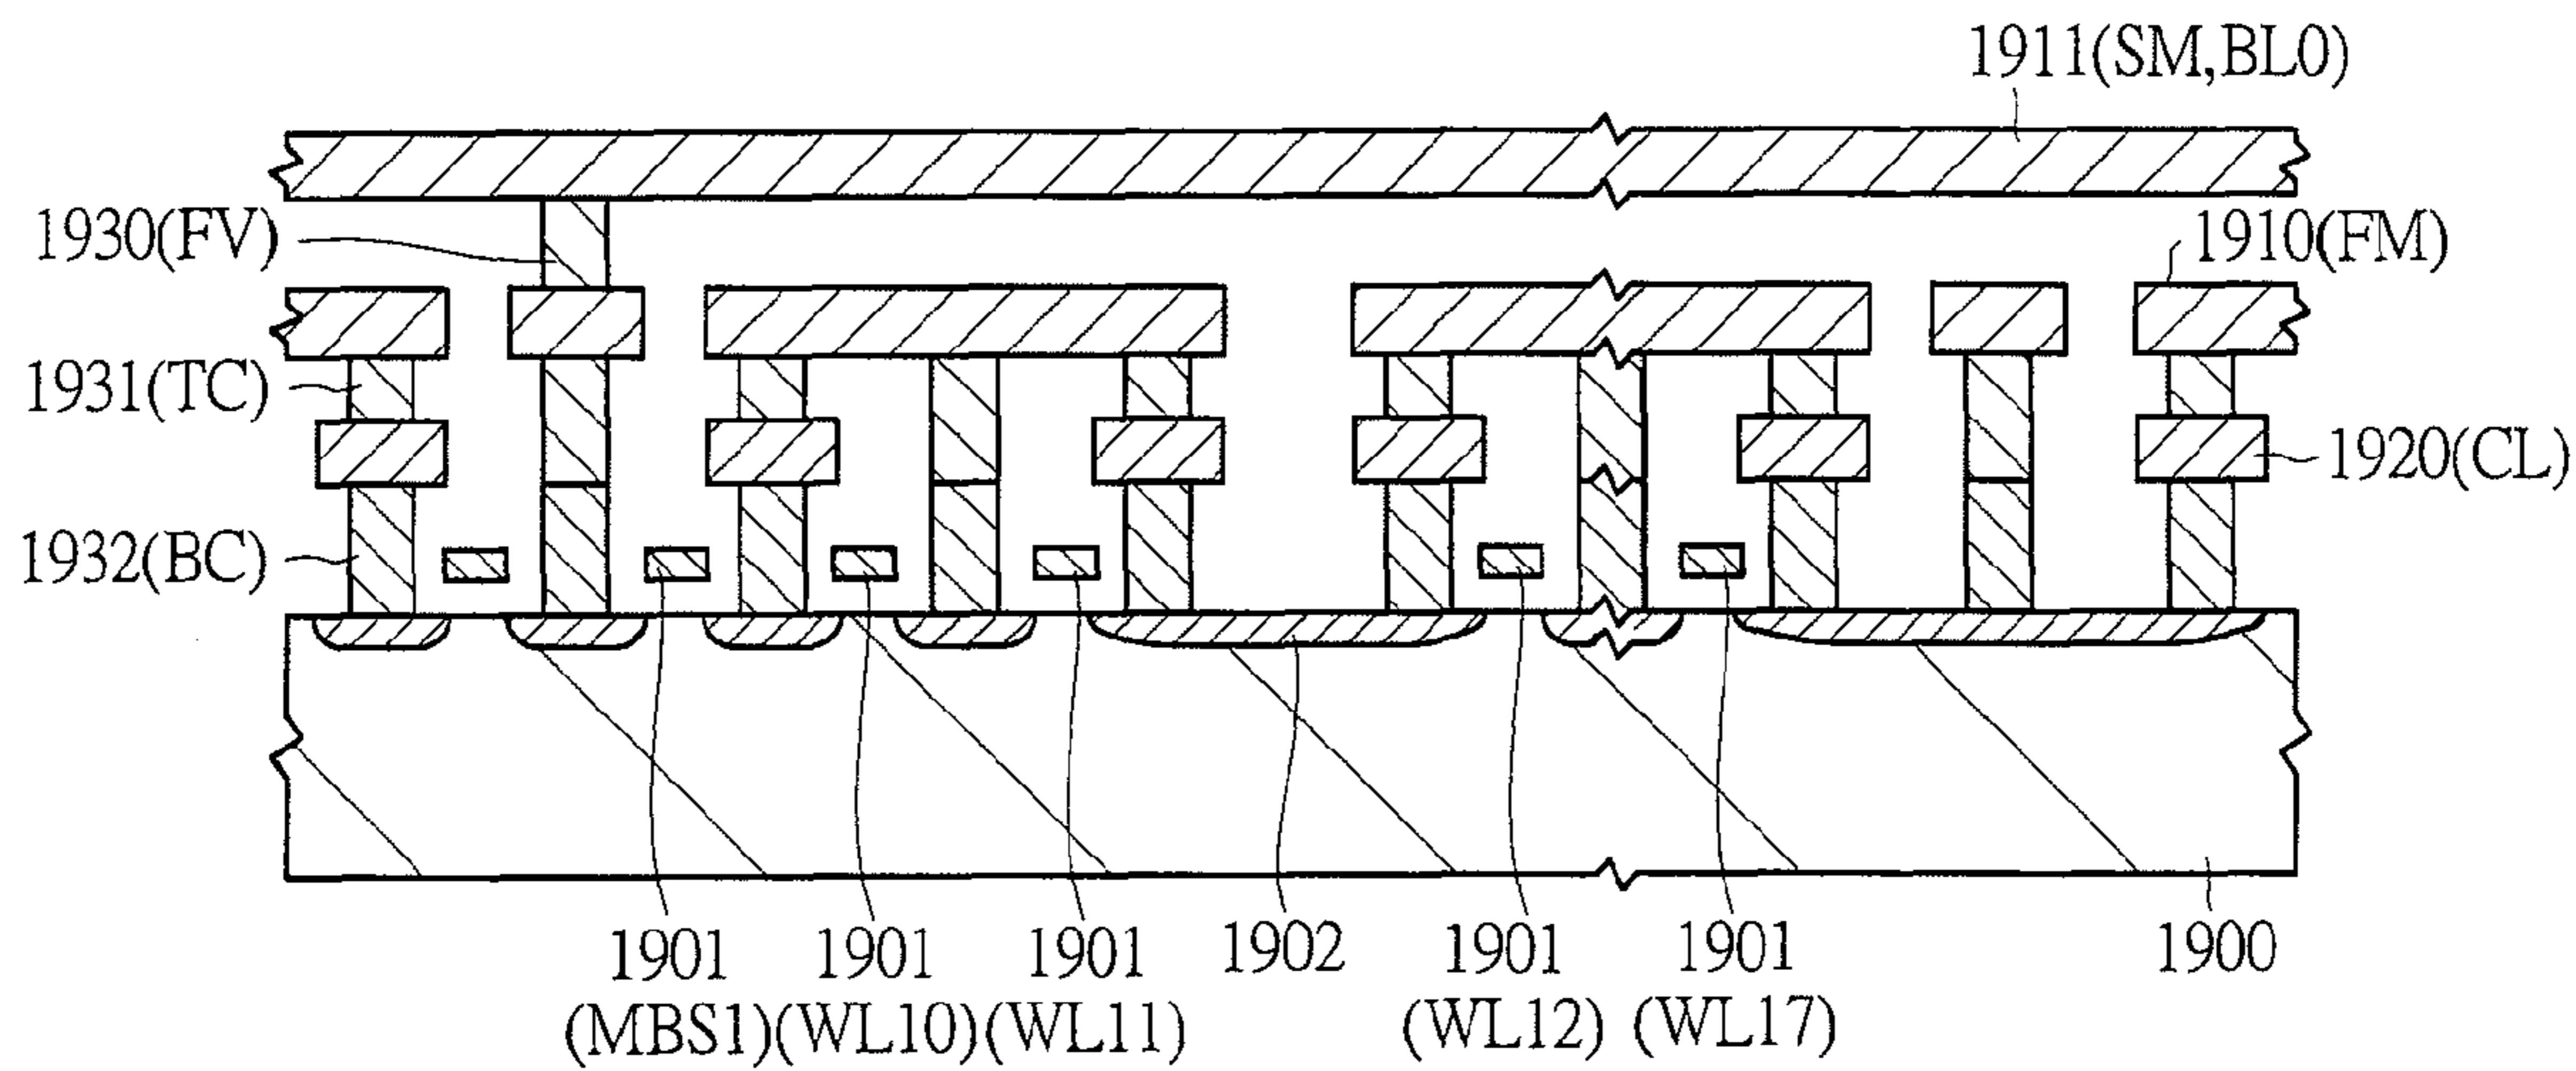 1911(SM,BL0)
1930(FV)
1910(FM)
1931(TC)
1920(CL)
1932(BC)
1901 1901 1901 1902 1901 1901 1900
(MBS1)(WL10)(WL11) (WL12) (WL17)